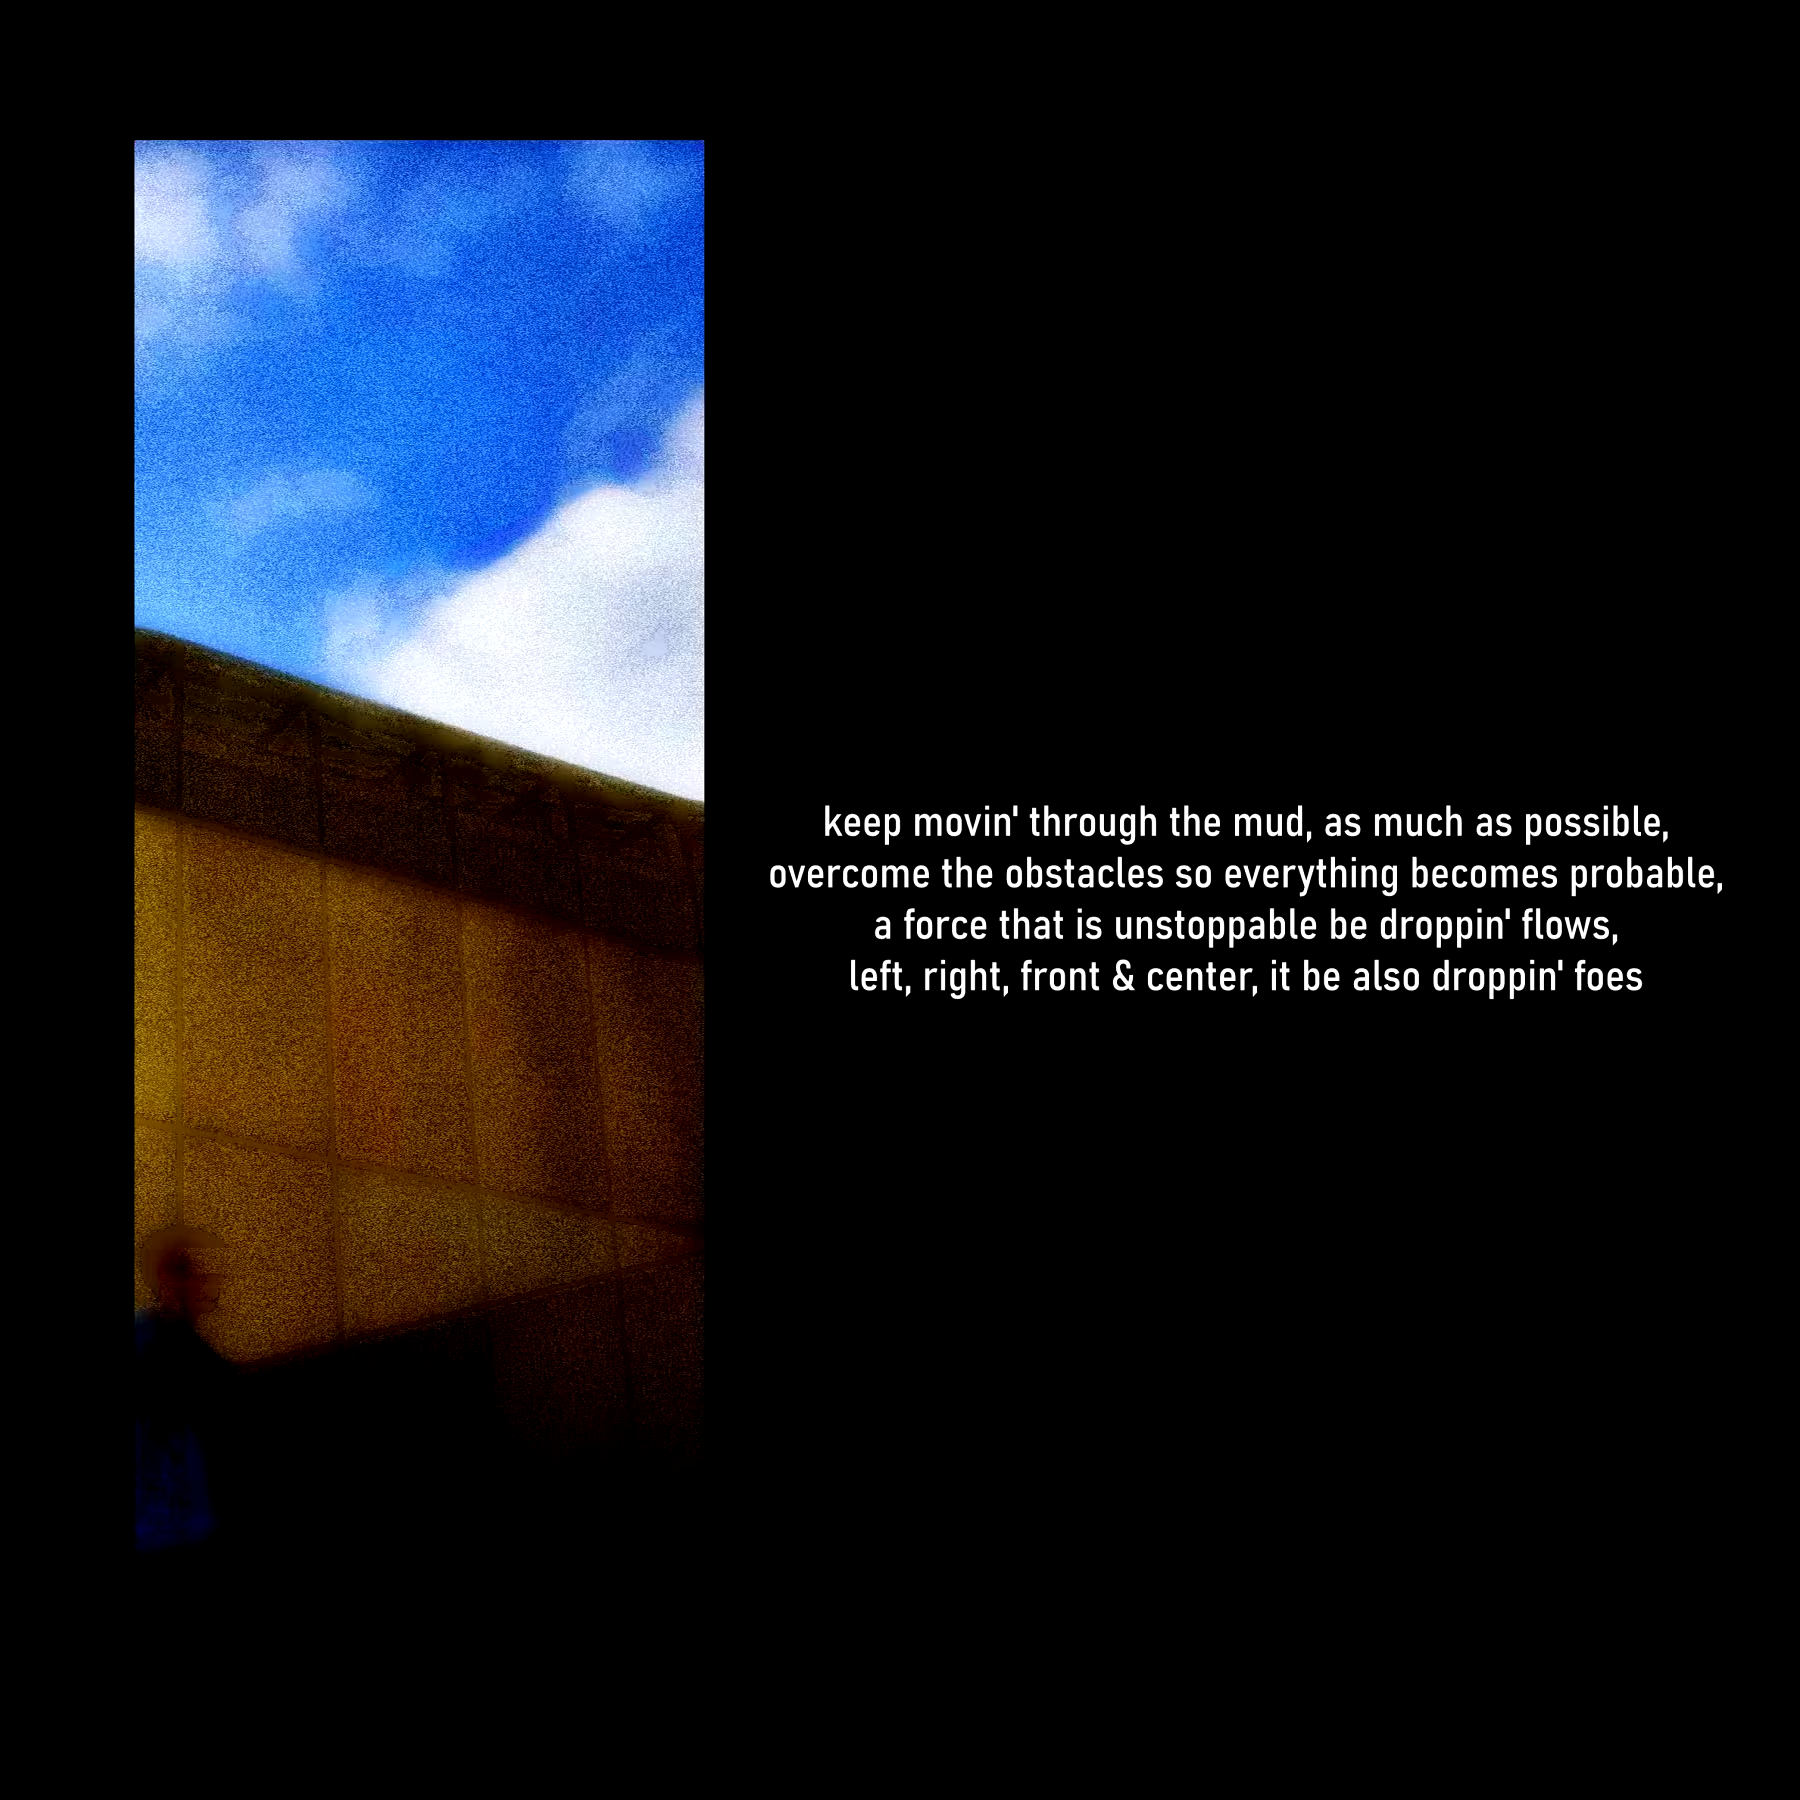 keep movin' through the mud, as much as possible,
overcome the obstacles so everything becomes probable,
a force that is unstoppable be droppin' flows,
left, right, front & center, it be also droppin' foes